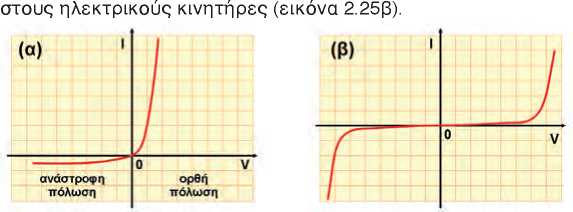 στους ηλεκτρικούς κινητήρες (εικόνα 2.25β).
(α)
I
0
V
ανάστροφη
πόλωση
ορθή
πόλωση
(β)
I
0
V